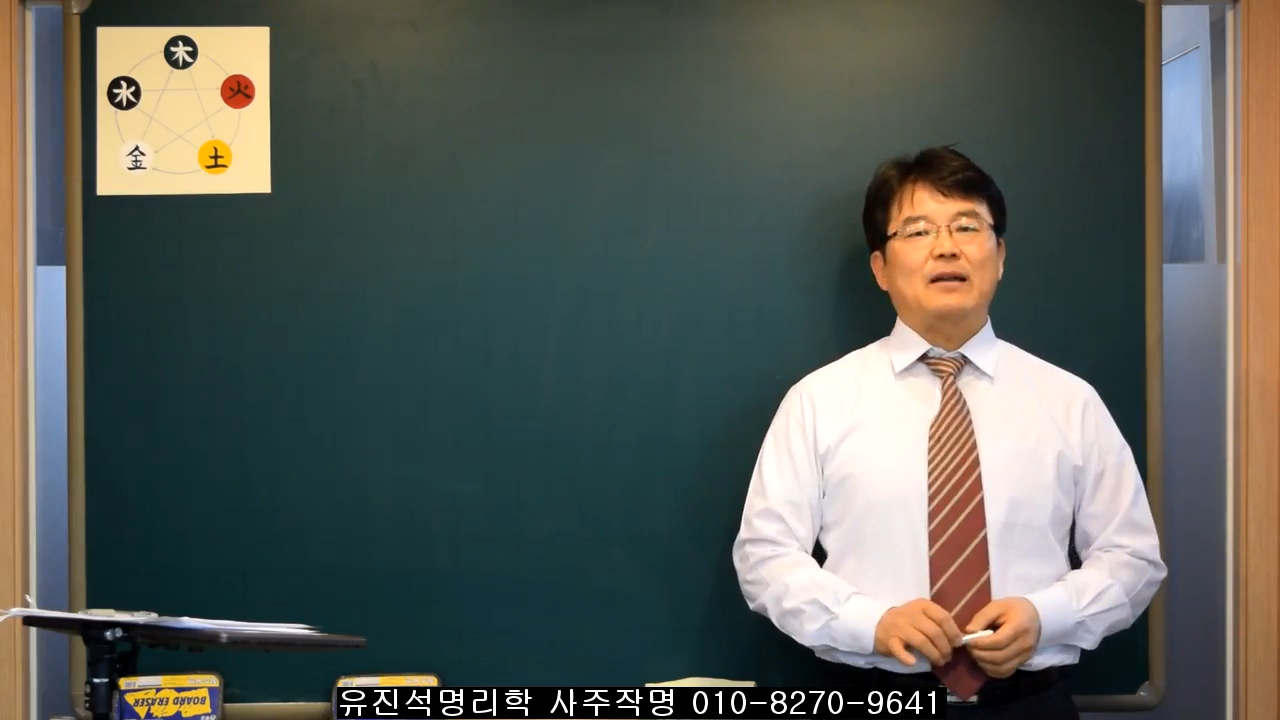 木
水
火
金
土
BOARD ERASER
유진석명리학 사주작명 010-8270-9641